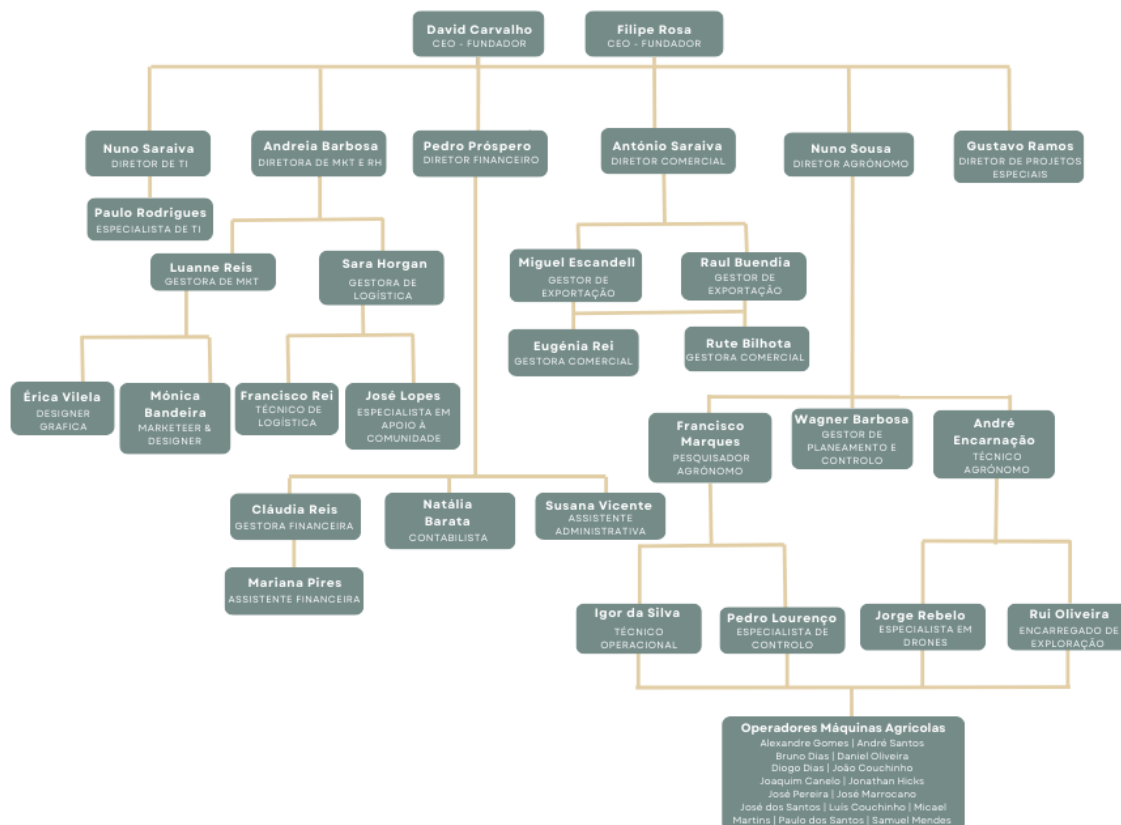 David Carvalho
CEO - FUNDADOR
Filipe Rosa
CEO - FUNDADOR
Nuno Saraiva
DIRETOR DE TI
Andreia Barbosa
DIRETORA DE MKT E RH
Pedro Próspero
DIRETOR FINANCEIRO
António Saraiva
DIRETOR COMERCIAL
Nuno Sousa
DIRETOR AGRÓNOMO
Gustavo Ramos
DIRETOR DE PROJETOS
ESPECIAIS
Paulo Rodrigues
ESPECIALISTA DE TI
Luanne Reis
GESTORA DE MKT
Sara Horgan
GESTORA DE
LOGÍSTICA
Miguel Escandell
GESTOR DE
EXPORTAÇÃO
Raul Buendia
GESTOR DE
EXPORTAÇÃO
Eugénia Rei
GESTORA COMERCIAL
Rute Bilhota
GESTORA COMERCIAL
Érica Vilela
DESIGNER
GRAFICA
Mónica
Bandeira
MARKETEER &
DESIGNER
Francisco Rei
TÉCNICO DE
LOGÍSTICA
José Lopes
ESPECIALISTA EM
APOIO À
COMUNIDADE
Francisco
Marques
PESQUISADOR
AGRÓNOMO
Wagner Barbosa
GESTOR DE
PLANEAMENTO E
CONTROLO
André
Encarnação
TÉCNICO
AGRÓNOMO
Cláudia Reis
GESTORA FINANCEIRA
Natália
Barata
CONTABILISTA
Susana Vicente
ASSISTENTE
ADMINISTRATIVA
Mariana Pires
ASSISTENTE FINANCEIRA
Igor da Silva
TÉCNICO
OPERACIONAL
Pedro Lourenço
ESPECIALISTA DE
CONTROLO
Jorge Rebelo
ESPECIALISTA EM
DRONES
Rui Oliveira
ENCARREGADO DE
EXPLORAÇÃO
Operadores Máquinas Agrícolas
Alexandre Gomes | André Santos
Bruno Dias | Daniel Oliveira
Diogo Dias | João Couchinho
Joaquim Canelo | Jonathan Hicks
José Pereira | José Marrocano
José dos Santos | Luís Couchinho | Micael
Martins | Paulo dos Santos | Samuel Mendes